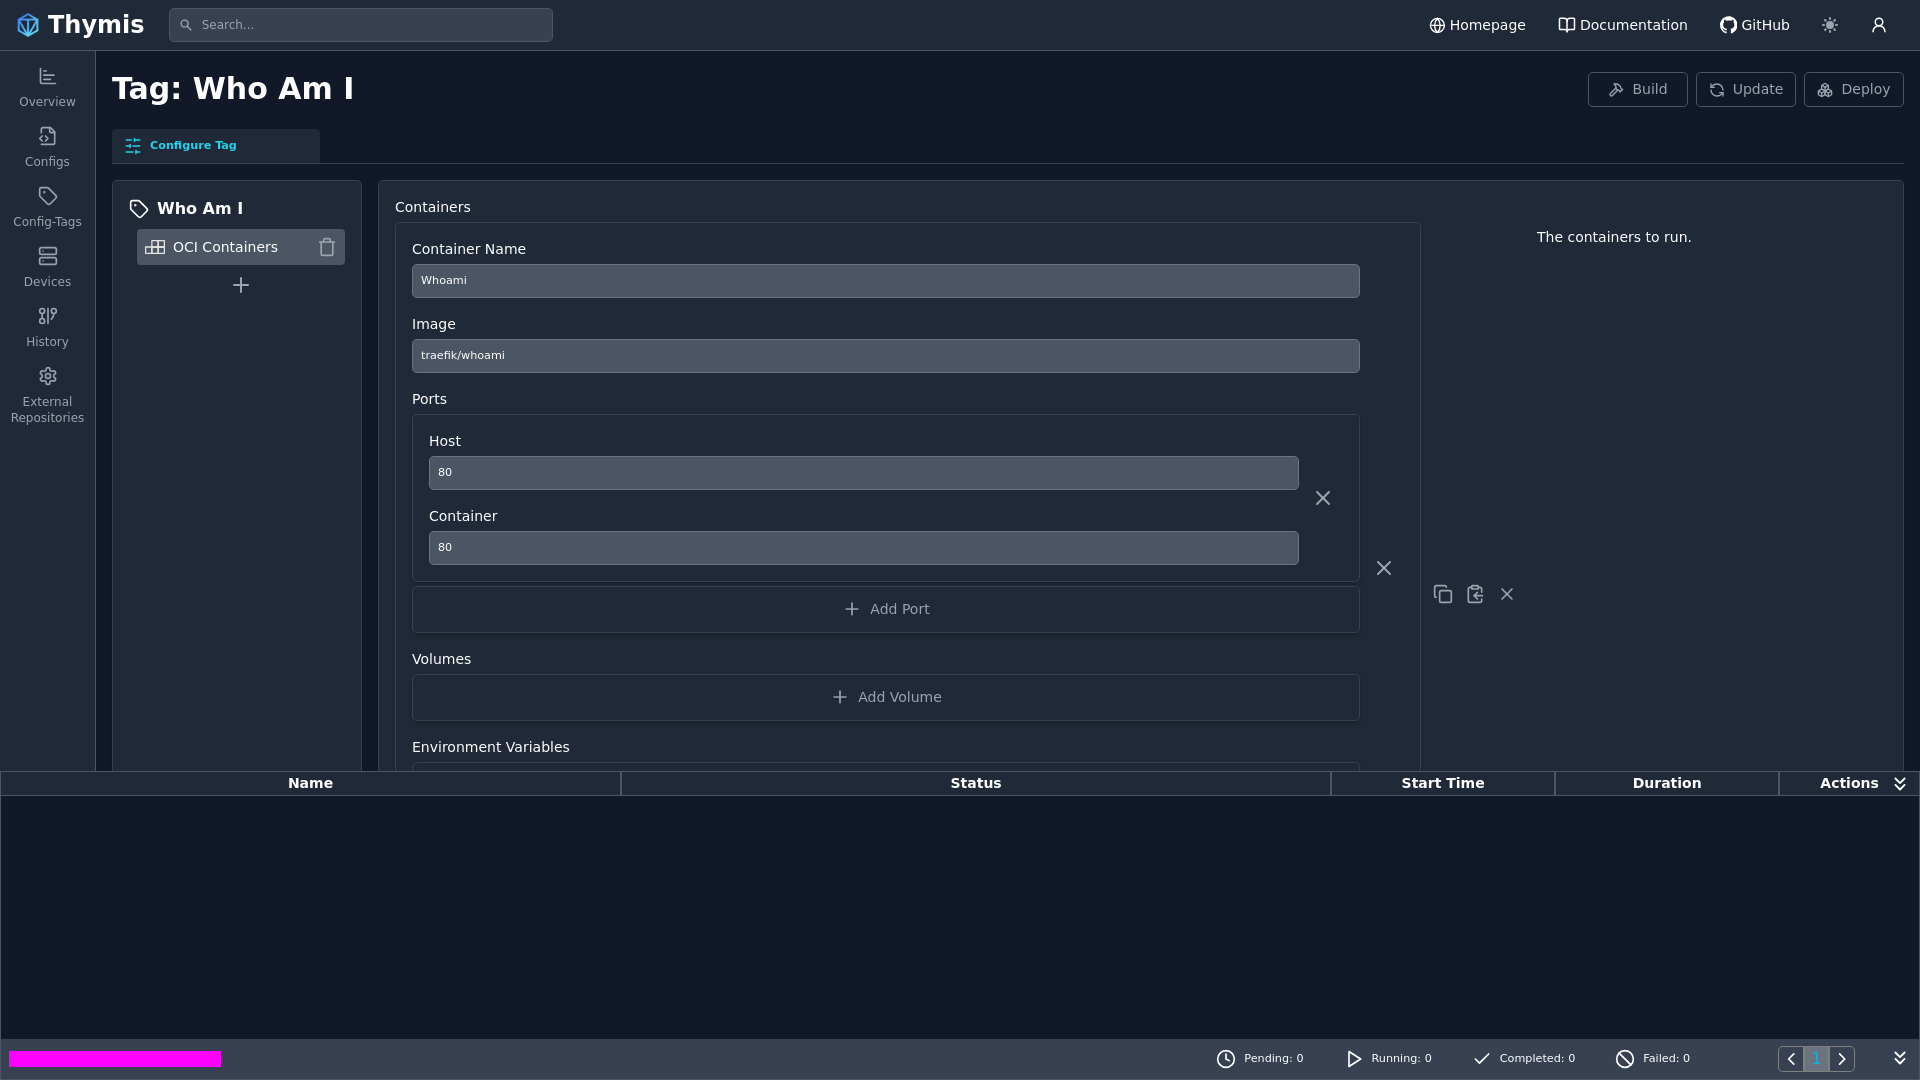 Thymis
Search...
Homepage
Documentation
GitHub
Overview
Configs
Config-Tags
Devices
History
External
Repositories
Tag: Who Am I
Build
Update
Deploy
Configure Tag
Who Am I
OCI Containers
Containers
The containers to run.
Container Name
Whoami
Image
traefik/whoami
Ports
Host
80
Container
80
Add Port
Volumes
Add Volume
Environment Variables
Name Status Start Time Duration Actions
Pending: 0 Running: 0 Completed: 0 Failed: 0 1